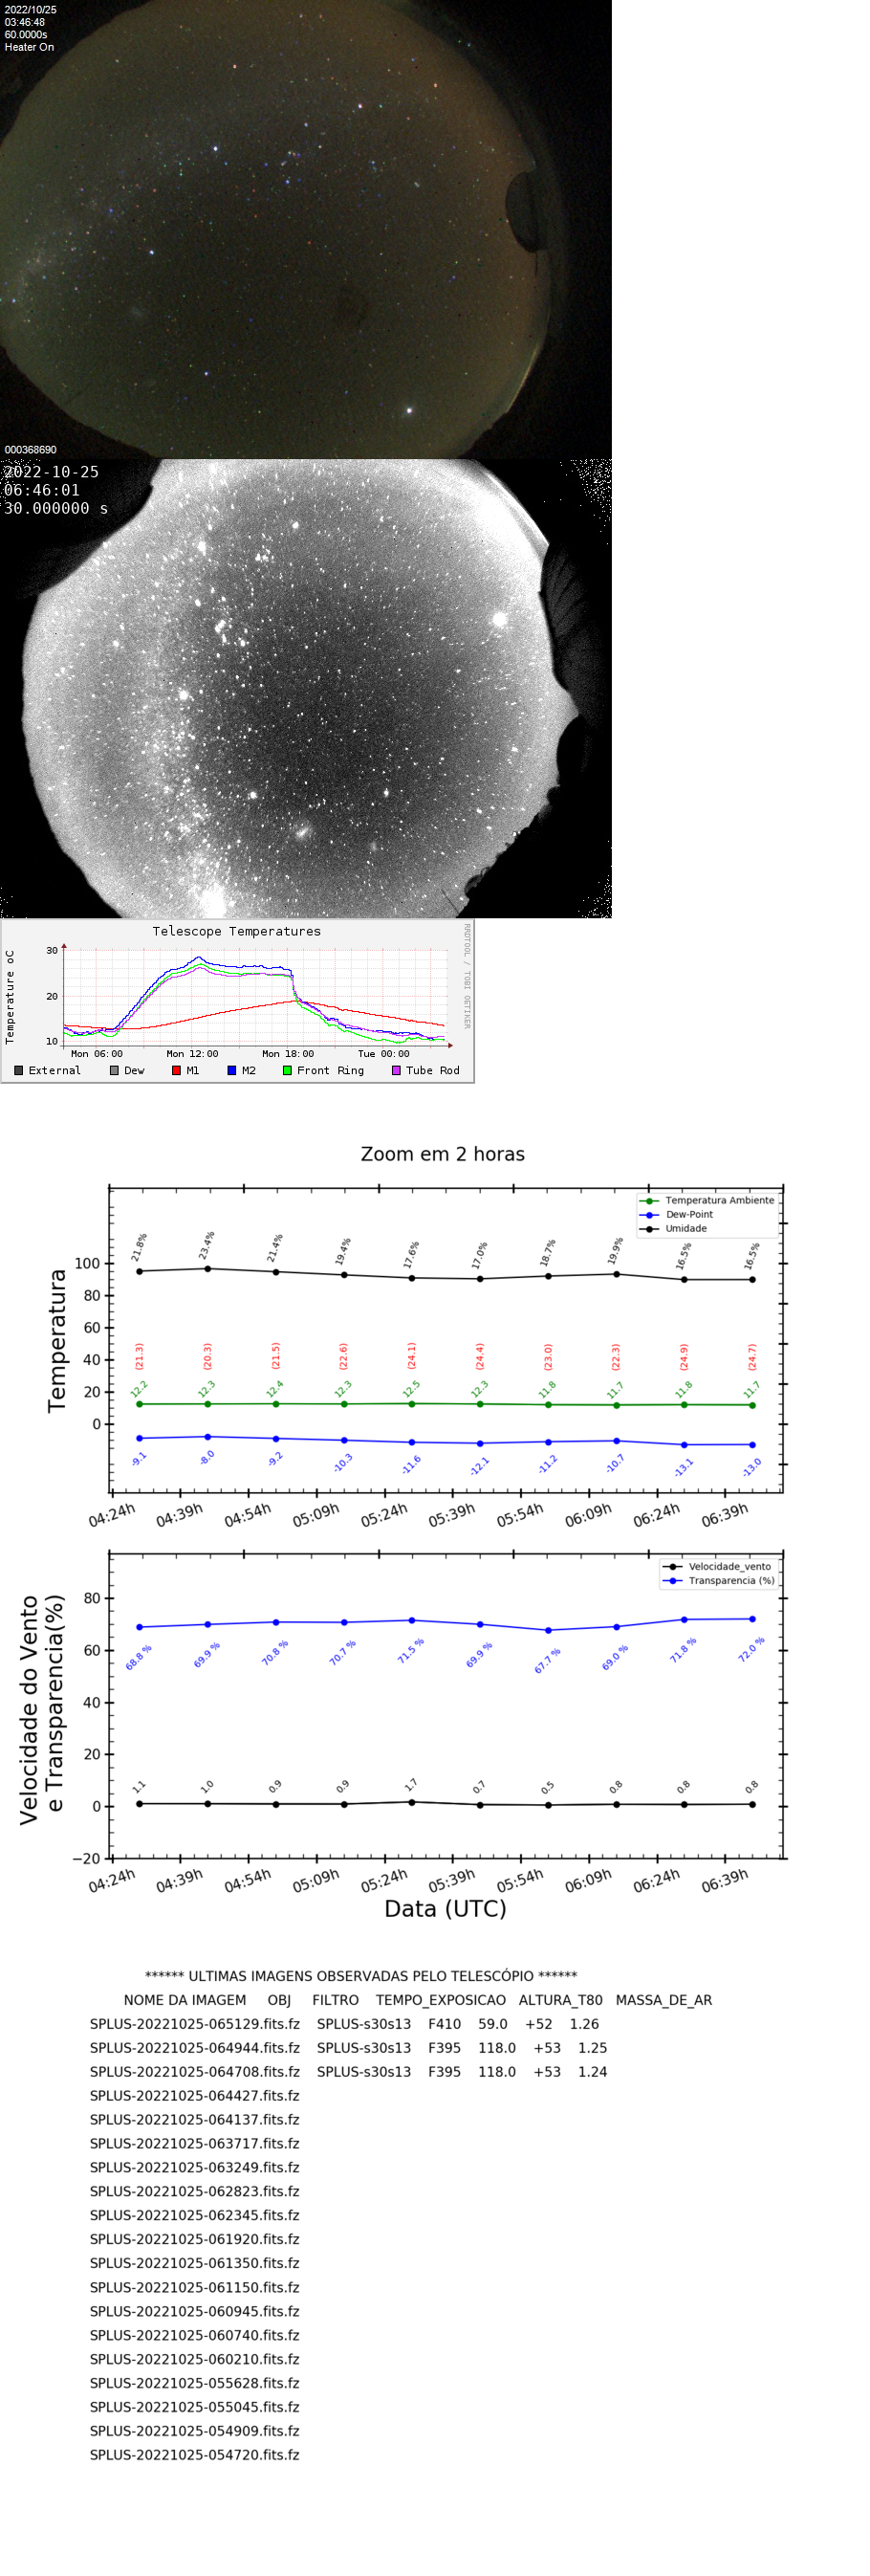 2022/10/25
03:46:48
60.0000s
Heater On
000368690
2022-10-25
06:46:01
30.000000 s
Telescope Temperatures
RRDTOOL / TOBI OETIKER
Temperature oC
30
20
10
Mon 06:00 Mon 12:00 Mon 18:00 Tue 00:00
External Dew M1 M2 Front Ring Tube Rod
Zoom em 2 horas
Temperatura Ambiente
Dew-Point
Umidade
Temperatura
100
80
60
40
20
0
21.8% 23.4% 21.4% 19.4% 17.6% 17.0% 18.7% 19.9% 16.5% 16.5%
(21.3) (20.3) (21.5) (22.6) (24.1) (24.4) (23.0) (22.3) (24.9) (24.7)
12.2 12.3 12.4 12.3 12.5 12.3 11.8 11.7 11.8 11.7
-9.1 -8.0 -9.2 -10.3 -11.6 -12.1 -11.2 -10.7 -13.1 -13.0
04:24h 04:39h 04:54h 05:09h 05:24h 05:39h 05:54h 06:09h 06:24h 06:39h
Velocidade_vento
Transparencia (%)
Velocidade do Vento
e Transparencia(%)
80
60
40
20
0
−20
68.8 % 69.9 % 70.8 % 70.7 % 71.5 % 69.9 % 67.7 % 69.0 % 71.8 % 72.0 %
1.1 1.0 0.9 0.9 1.7 0.7 0.5 0.8 0.8 0.8
04:24h 04:39h 04:54h 05:09h 05:24h 05:39h 05:54h 06:09h 06:24h 06:39h
Data (UTC)
****** ULTIMAS IMAGENS OBSERVADAS PELO TELESCÓPIO ******
NOME DA IMAGEM OBJ FILTRO TEMPO_EXPOSICAO ALTURA_T80 MASSA_DE_AR
SPLUS-20221025-065129.fits.fz SPLUS-s30s13 F410 59.0 +52 1.26
SPLUS-20221025-064944.fits.fz SPLUS-s30s13 F395 118.0 +53 1.25
SPLUS-20221025-064708.fits.fz SPLUS-s30s13 F395 118.0 +53 1.24
SPLUS-20221025-064427.fits.fz
SPLUS-20221025-064137.fits.fz
SPLUS-20221025-063717.fits.fz
SPLUS-20221025-063249.fits.fz
SPLUS-20221025-062823.fits.fz
SPLUS-20221025-062345.fits.fz
SPLUS-20221025-061920.fits.fz
SPLUS-20221025-061350.fits.fz
SPLUS-20221025-061150.fits.fz
SPLUS-20221025-060945.fits.fz
SPLUS-20221025-060740.fits.fz
SPLUS-20221025-060210.fits.fz
SPLUS-20221025-055628.fits.fz
SPLUS-20221025-055045.fits.fz
SPLUS-20221025-054909.fits.fz
SPLUS-20221025-054720.fits.fz